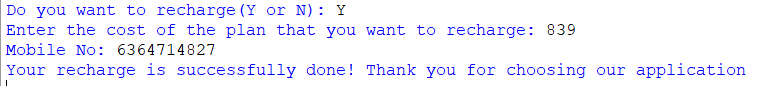 Do you want to recharge(Y or N): Y
Enter the cost of the plan that you want to recharge: 839
Mobile No: 6364714827
Your recharge is successfully done! Thank you for choosing our application